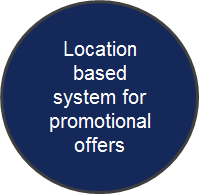 Location
based
system for
promotional
offers